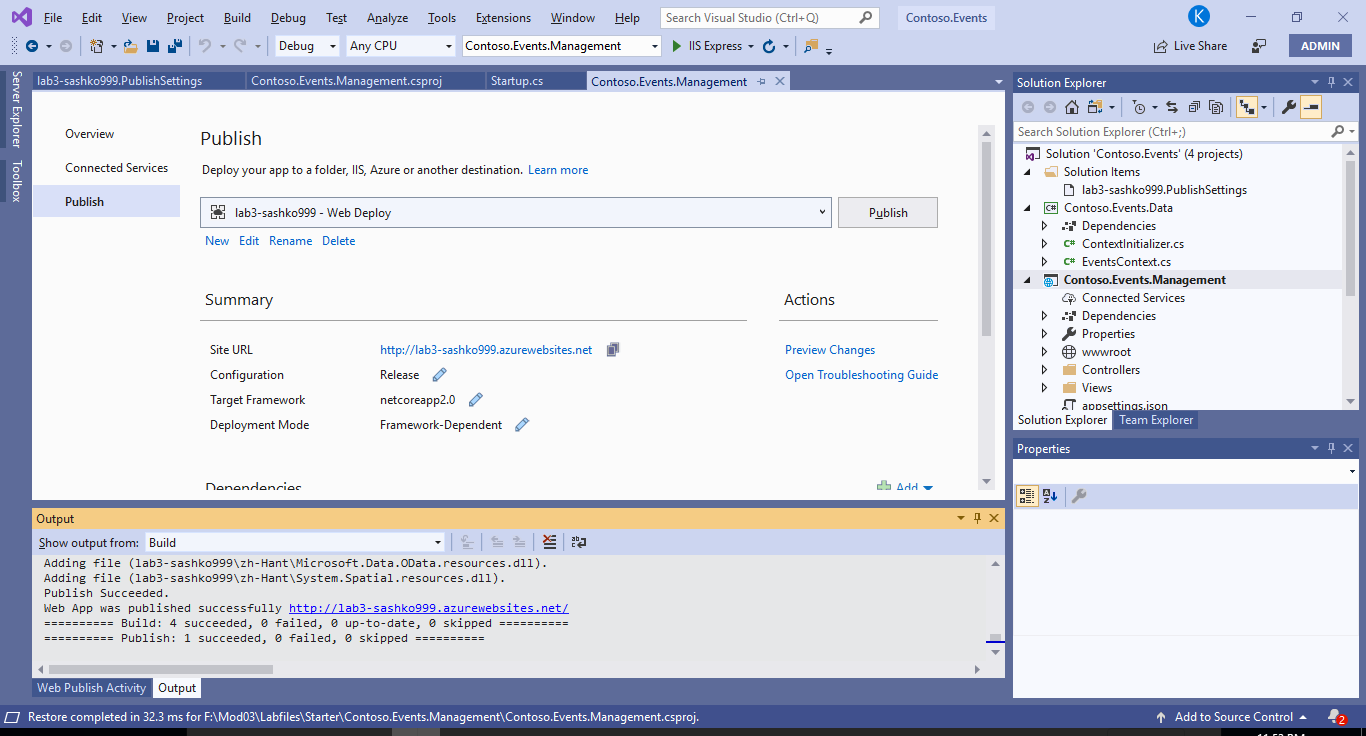 File Edit View Project Build Debug Test Analyze Tools Extensions Window Help Search Visual Studio (Ctrl+Q) Contoso.Events K
Debug Any CPU Contoso.Events.Management IIS Express Live Share ADMIN
Server Explorer
Toolbox
lab3-sashko999.PublishSettings Contoso.Events.Management.csproj Startup.cs Contoso.Events.Management
Overview
Connected Services
Publish
Publish
Deploy your app to a folder, IIS, Azure or another destination. Learn more
lab3-sashko999 - Web Deploy Publish
New Edit Rename Delete
Summary Actions
Site URL http://lab3-sashko999.azurewebsites.net Preview Changes
Configuration Release Open Troubleshooting Guide
Target Framework netcoreapp2.0
Deployment Mode Framework-Dependent
Dependencies Add
Solution Explorer
Search Solution Explorer (Ctrl+;)
Solution 'Contoso.Events' (4 projects)
Solution Items
lab3-sashko999.PublishSettings
C# Contoso.Events.Data
Dependencies
C# ContextInitializer.cs
C# EventsContext.cs
Contoso.Events.Management
Connected Services
Dependencies
Properties
wwwroot
Controllers
Views
appsettings.json
Solution Explorer Team Explorer
Properties
Output
Show output from: Build
Adding file (lab3-sashko999\zh-Hant\Microsoft.Data.OData.resources.dll).
Adding file (lab3-sashko999\zh-Hant\System.Spatial.resources.dll).
Publish Succeeded.
Web App was published successfully http://lab3-sashko999.azurewebsites.net/
========== Build: 4 succeeded, 0 failed, 0 up-to-date, 0 skipped ==========
========== Publish: 1 succeeded, 0 failed, 0 skipped ==========
Web Publish Activity Output
Restore completed in 32.3 ms for F:\Mod03\Labfiles\Starter\Contoso.Events.Management\Contoso.Events.Management.csproj. Add to Source Control 2
11:53 PM